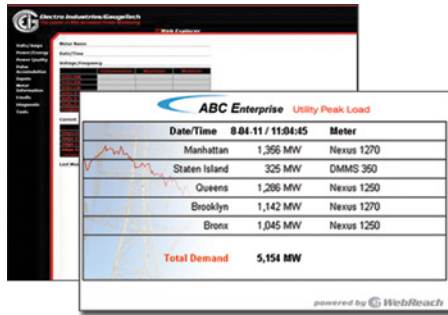 Electro Industries/GaugeTech
Web Explorer
Volts/Amps
Power/Energy
Power Quality
Pulse
Accumulation
Inputs
Meter
Information
Emails
Diagnostic
Tools
Meter Name
Date/Time
Voltage/Frequency
Current
ABC Enterprise Utility Peak Load
Date/Time 8-04-11 / 11:04:45 Meter
Manhattan 1,356 MW Nexus 1270
Staten Island 325 MW DMMS 350
Queens 1,286 MW Nexus 1250
Brooklyn 1,142 MW Nexus 1270
Bronx 1,045 MW Nexus 1250
Total Demand 5,154 MW
powered by WebReach